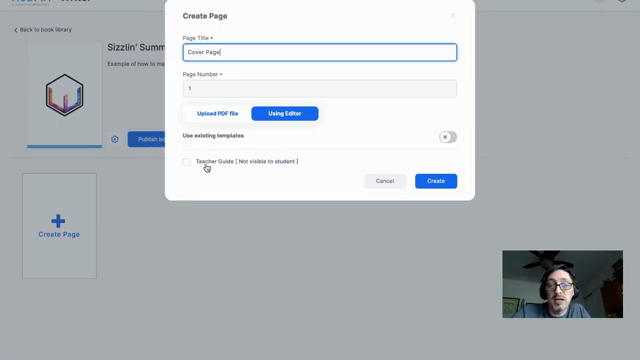 Create Page
Page Title *
Cover Page
Page Number *
1
Upload PDF file
Using Editor
Use existing templates
Teacher Guide [ Not visible to student ]
Cancel
Create
Back to book library
Sizzlin' Summ
Example of how to ma
Publish bo
Create Page